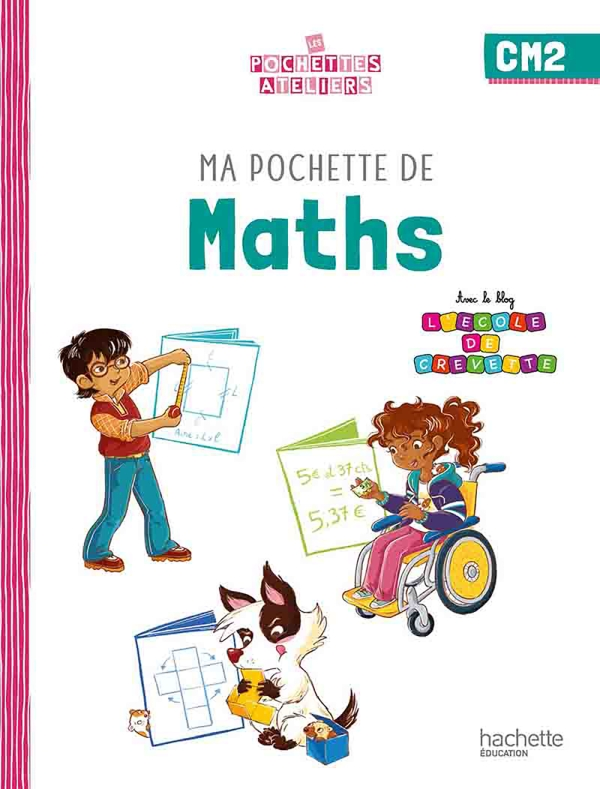 LES
POCHETTES
ATELIERS
CM2
MA POCHETTE DE
Maths
Avec le blog
L'ECOLE
DE
CREVETTE
L
l
L
l
Aire = L x l
5€ et 37 cts
=
5,37 €
hachette
ÉDUCATION